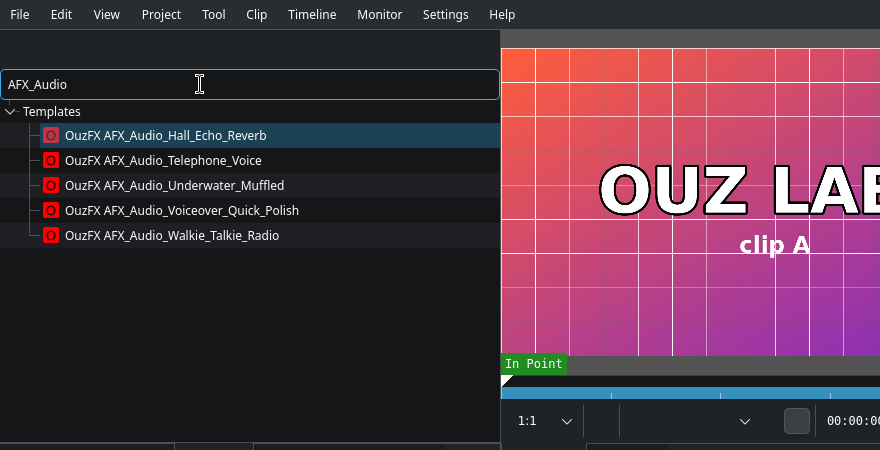 File Edit View Project Tool Clip Timeline Monitor Settings Help
AFX_Audio
Templates
OuzFX AFX_Audio_Hall_Echo_Reverb
OuzFX AFX_Audio_Telephone_Voice
OuzFX AFX_Audio_Underwater_Muffled
OuzFX AFX_Audio_Voiceover_Quick_Polish
OuzFX AFX_Audio_Walkie_Talkie_Radio
OUZ LAB
clip A
In Point
1:1
00:00:00